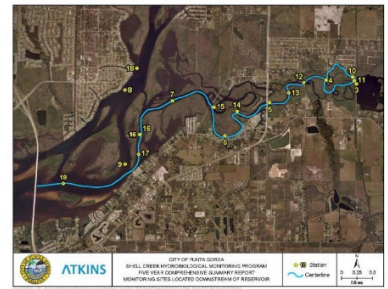 18
8
7
15
14
5
13
12
4
10
11
3
6
16
16
17
9
19
ATKINS
CITY OF PUNTA GORDA
SHELL CREEK HYDROBIOLOGICAL MONITORING PROGRAM
FIVE YEAR COMPREHENSIVE SUMMARY REPORT
MONITORING SITES LOCATED DOWNSTREAM OF RESERVOIR
Station
Centerline
0 0.25 0.5